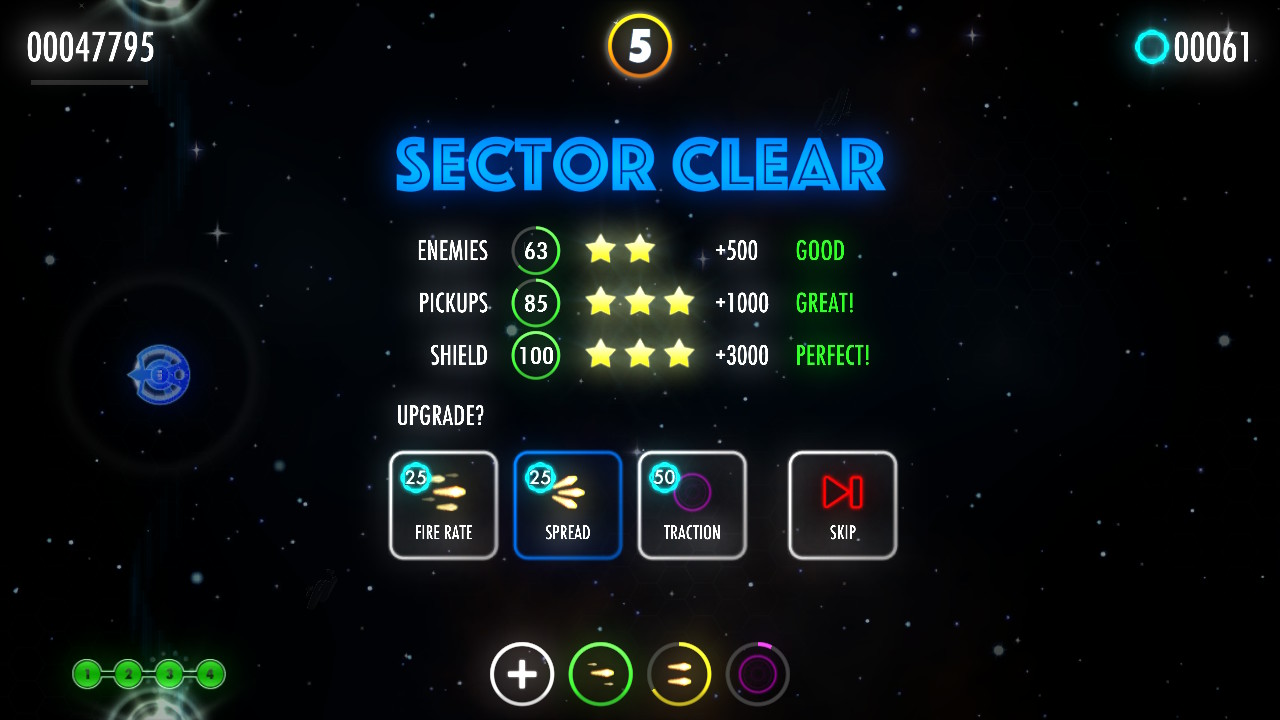 00047795
5
00061
SECTOR CLEAR
ENEMIES 63 +500 GOOD
PICKUPS 85 +1000 GREAT!
SHIELD 100 +3000 PERFECT!
UPGRADE?
25 25 50
FIRE RATE SPREAD TRACTION SKIP
1 2 3 4